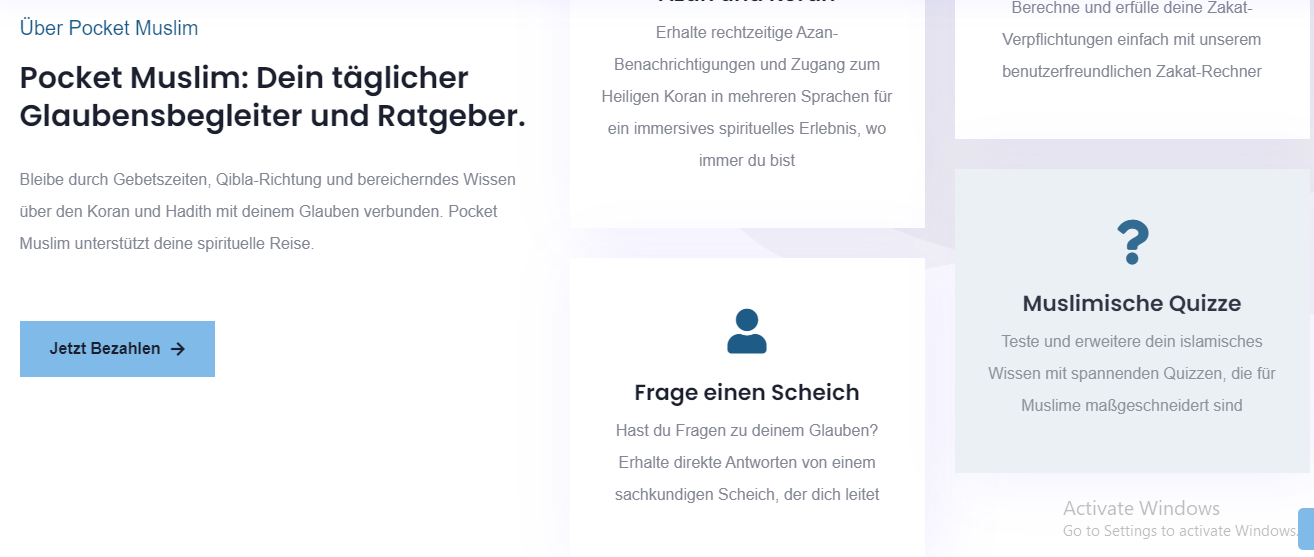 Über Pocket Muslim
Pocket Muslim: Dein täglicher
Glaubensbegleiter und Ratgeber.
Bleibe durch Gebetszeiten, Qibla-Richtung und bereicherndes Wissen
über den Koran und Hadith mit deinem Glauben verbunden. Pocket
Muslim unterstützt deine spirituelle Reise.
Jetzt Bezahlen
Azan und Koran
Erhalte rechtzeitige Azan-
Benachrichtigungen und Zugang zum
Heiligen Koran in mehreren Sprachen für
ein immersives spirituelles Erlebnis, wo
immer du bist
Frage einen Scheich
Hast du Fragen zu deinem Glauben?
Erhalte direkte Antworten von einem
sachkundigen Scheich, der dich leitet
Berechne und erfülle deine Zakat-
Verpflichtungen einfach mit unserem
benutzerfreundlichen Zakat-Rechner
Muslimische Quizze
Teste und erweitere dein islamisches
Wissen mit spannenden Quizzen, die für
Muslime maßgeschneidert sind
Activate Windows
Go to Settings to activate Windows.